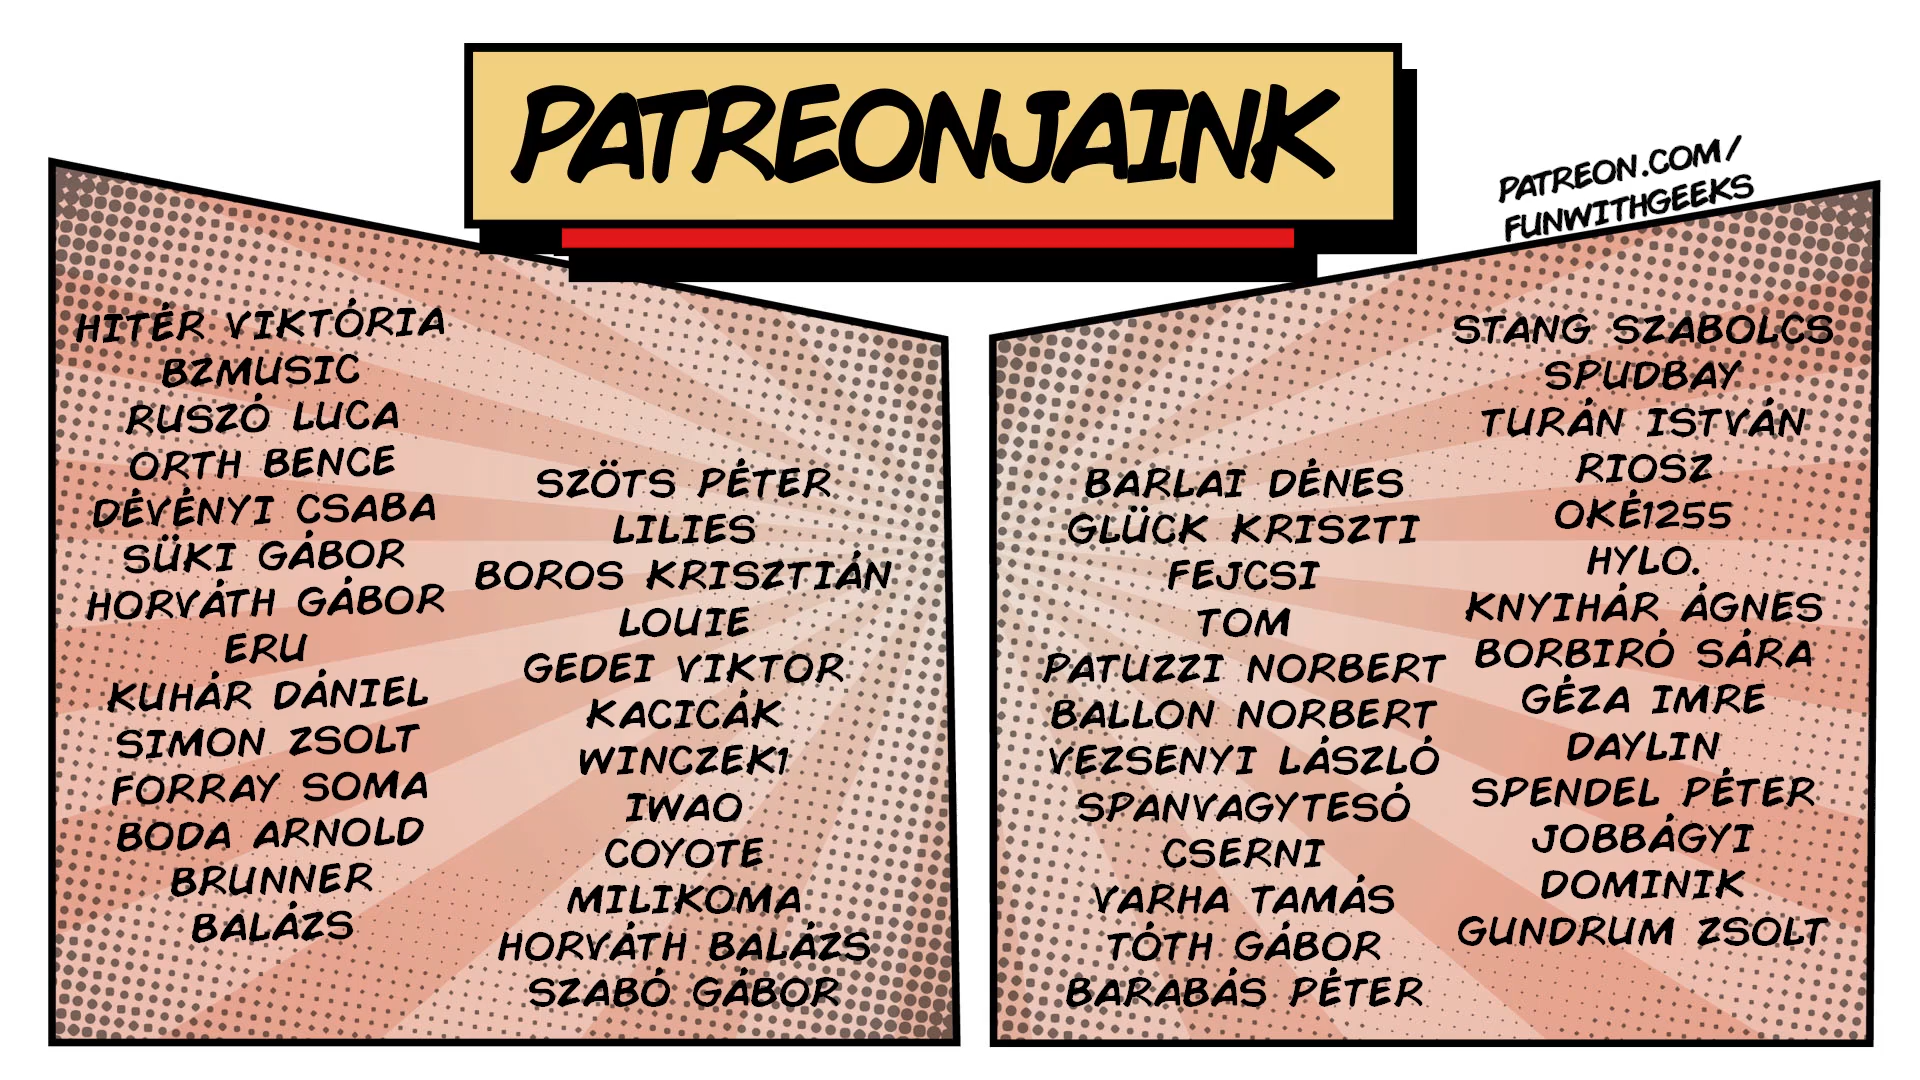 PATREONJAINK
PATREON.COM/
FUNWITHGEEKS
HITÉR VIKTÓRIA
BZMUSIC
RUSZÓ LUCA
ORTH BENCE
DÉVÉNYI CSABA
SÜKI GÁBOR
HORVÁTH GÁBOR
ERU
KUHÁR DÁNIEL
SIMON ZSOLT
FORRAY SOMA
BODA ARNOLD
BRUNNER
BALÁZS
SZÖTS PÉTER
LILIES
BOROS KRISZTIÁN
LOUIE
GEDEI VIKTOR
KACICÁK
WINCZEK1
IWAO
COYOTE
MILIKOMA
HORVÁTH BALÁZS
SZABÓ GÁBOR
BARLAI DÉNES
GLÜCK KRISZTI
FEJCSI
TOM
PATUZZI NORBERT
BALLON NORBERT
VEZSENYI LÁSZLÓ
SPANVAGYTESÓ
CSERNI
VARHA TAMÁS
TÓTH GÁBOR
BARABÁS PÉTER
STANG SZABOLCS
SPUDBAY
TURÁN ISTVÁN
RIOSZ
OKÉ1255
HYLO.
KNYIHÁR ÁGNES
BORBIRÓ SÁRA
GÉZA IMRE
DAYLIN
SPENDEL PÉTER
JOBBÁGYI
DOMINIK
GUNDRUM ZSOLT